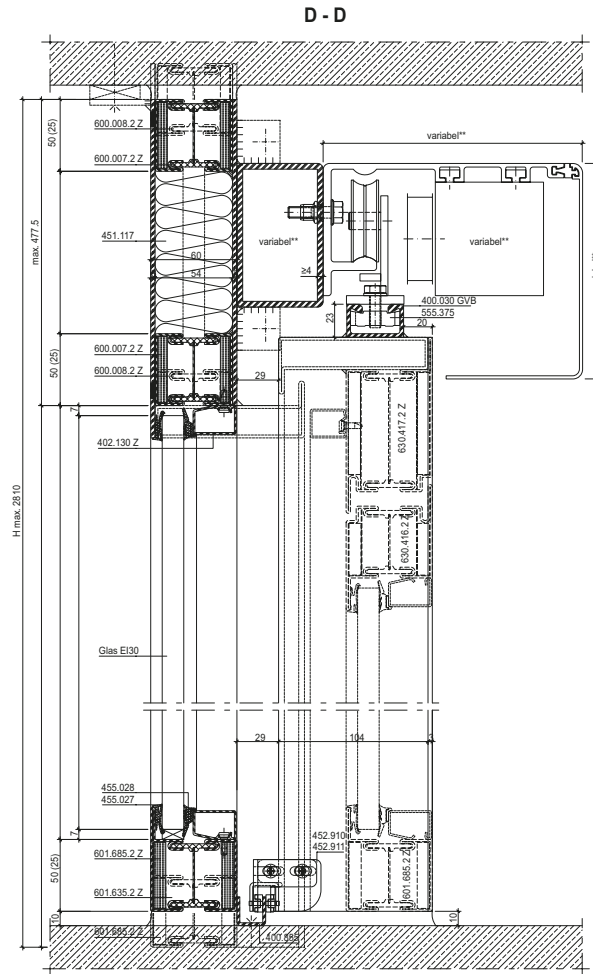 D - D
50 (25)
600.008.2 Z
variabel**
600.007.2 Z
max. 477.5
451.117
variabel**
variabel**
60
54
≥4
400.030 GVB
555.375
23
20
50 (25)
600.007.2 Z
600.008.2 Z
29
7
402.130 Z
630.417.2 Z
630.416.2 Z
H max. 2810
Glas EI30
29
104
3
455.028
455.027
7
452.910
452.911
50 (25)
601.685.2 Z
601.685.2 Z
601.635.2 Z
10
10
601.685.2 Z